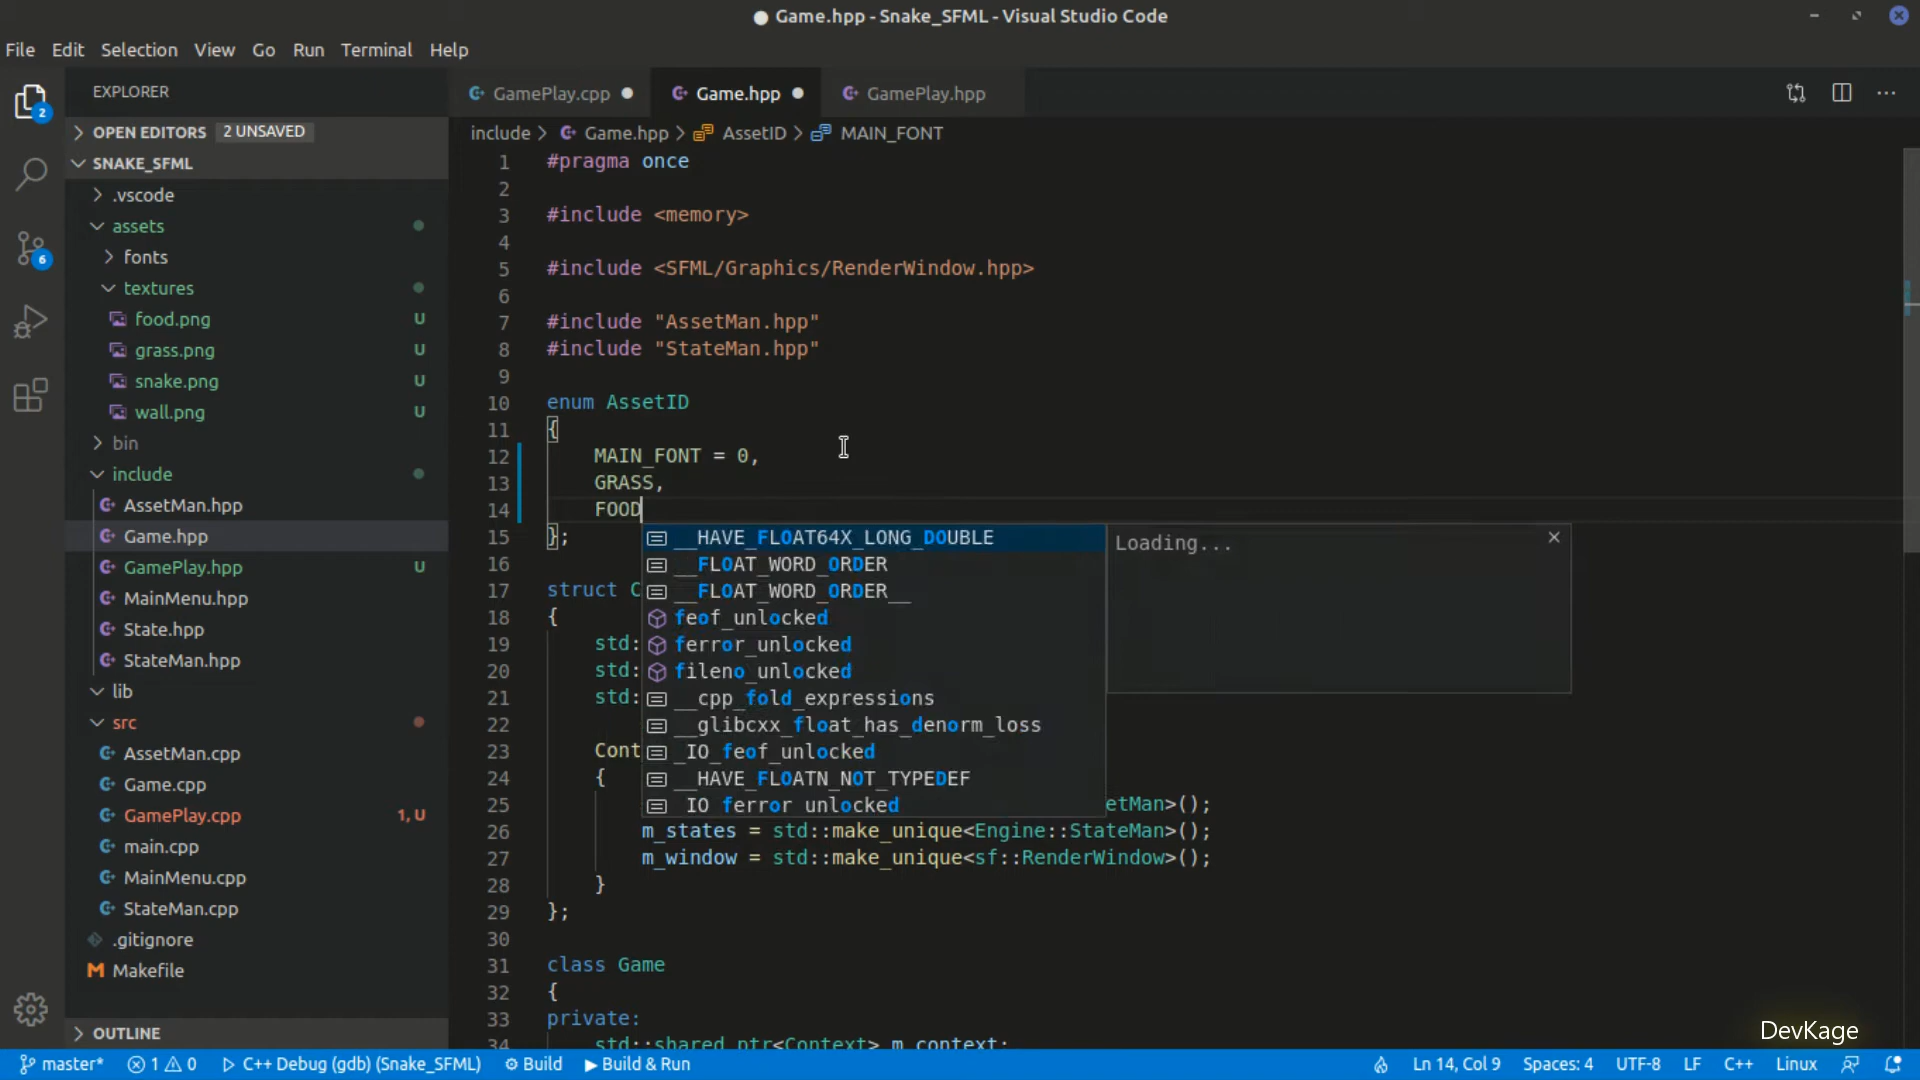 Game.hpp - Snake_SFML - Visual Studio Code
File Edit Selection View Go Run Terminal Help
EXPLORER
OPEN EDITORS 2 UNSAVED
SNAKE_SFML
.vscode
assets
fonts
textures
food.png U
grass.png U
snake.png U
wall.png U
bin
include
AssetMan.hpp
Game.hpp
GamePlay.hpp U
MainMenu.hpp
State.hpp
StateMan.hpp
lib
src
AssetMan.cpp
Game.cpp
GamePlay.cpp 1, U
main.cpp
MainMenu.cpp
StateMan.cpp
.gitignore
Makefile
OUTLINE
2
6
GamePlay.cpp Game.hpp GamePlay.hpp
include > Game.hpp > AssetID > MAIN_FONT
1 #pragma once
2
3 #include <memory>
4
5 #include <SFML/Graphics/RenderWindow.hpp>
6
7 #include "AssetMan.hpp"
8 #include "StateMan.hpp"
9
10 enum AssetID
11 {
12 MAIN_FONT = 0,
13 GRASS,
14 FOOD
15 };
16
17 struct C
18 {
19 std:
20 std:
21 std:
22
23 Cont
24 {
25 etMan>();
26 m_states = std::make_unique<Engine::StateMan>();
27 m_window = std::make_unique<sf::RenderWindow>();
28 }
29 };
30
31 class Game
32 {
33 private:
34 std::shared_ptr<Context> m_context;
__HAVE_FLOAT64X_LONG_DOUBLE
__FLOAT_WORD_ORDER
__FLOAT_WORD_ORDER__
feof_unlocked
ferror_unlocked
fileno_unlocked
__cpp_fold_expressions
__glibcxx_float_has_denorm_loss
_IO_feof_unlocked
__HAVE_FLOATN_NOT_TYPEDEF
_IO_ferror_unlocked
Loading...
DevKage
master* 1 0 C++ Debug (gdb) (Snake_SFML) Build Build & Run Ln 14, Col 9 Spaces: 4 UTF-8 LF C++ Linux